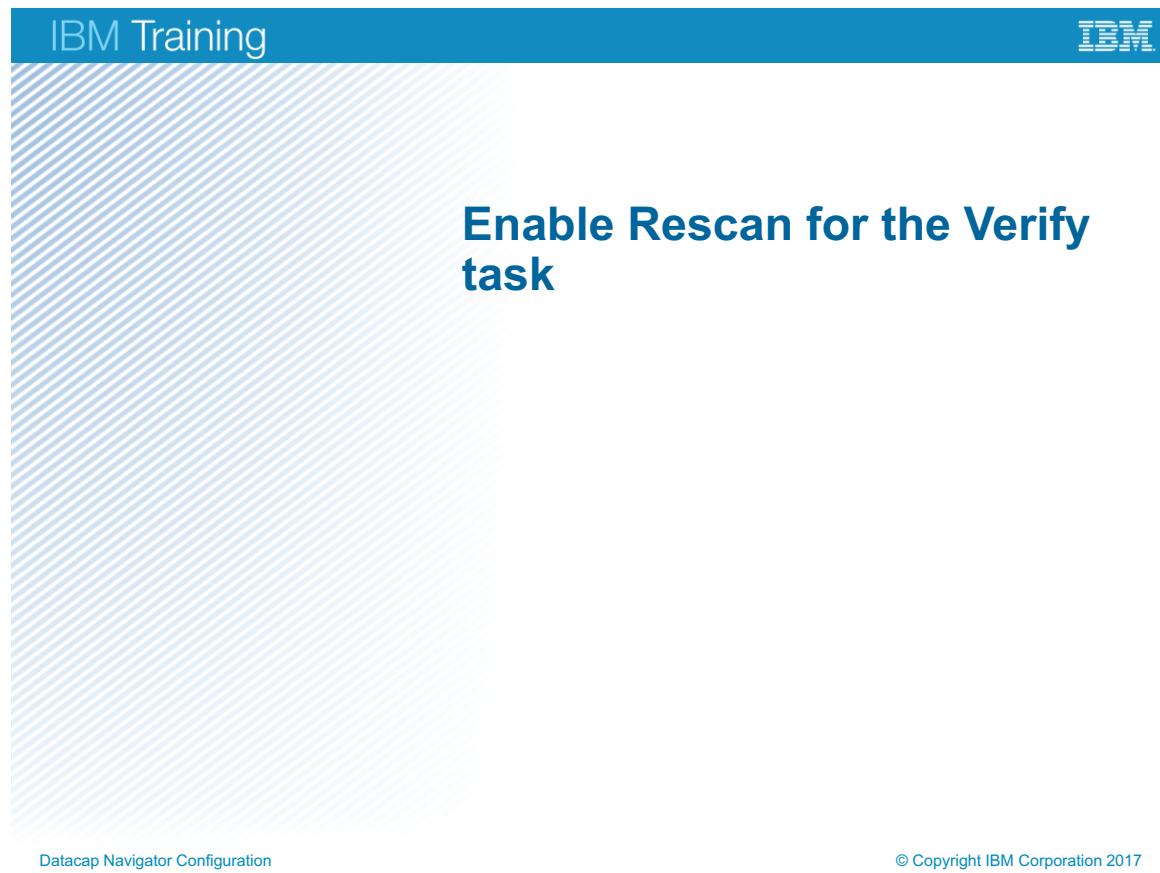 IBM Training
IBM
Enable Rescan for the Verify
task
Datacap Navigator Configuration
© Copyright IBM Corporation 2017